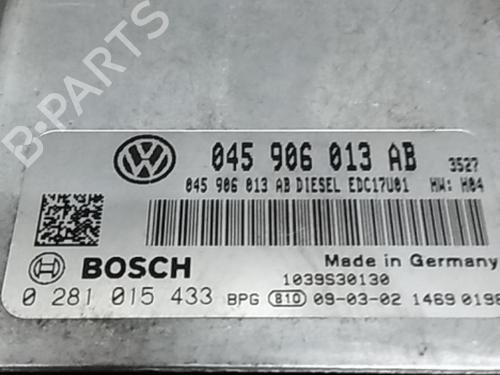 B-PARTS
045 906 013 AB 3527
045 906 013 AB DIESEL EDC17U01 HW: H04
BOSCH
Made in Germany
1039S30130
0 281 015 433 BPG 810 09-03-02 1469 0198